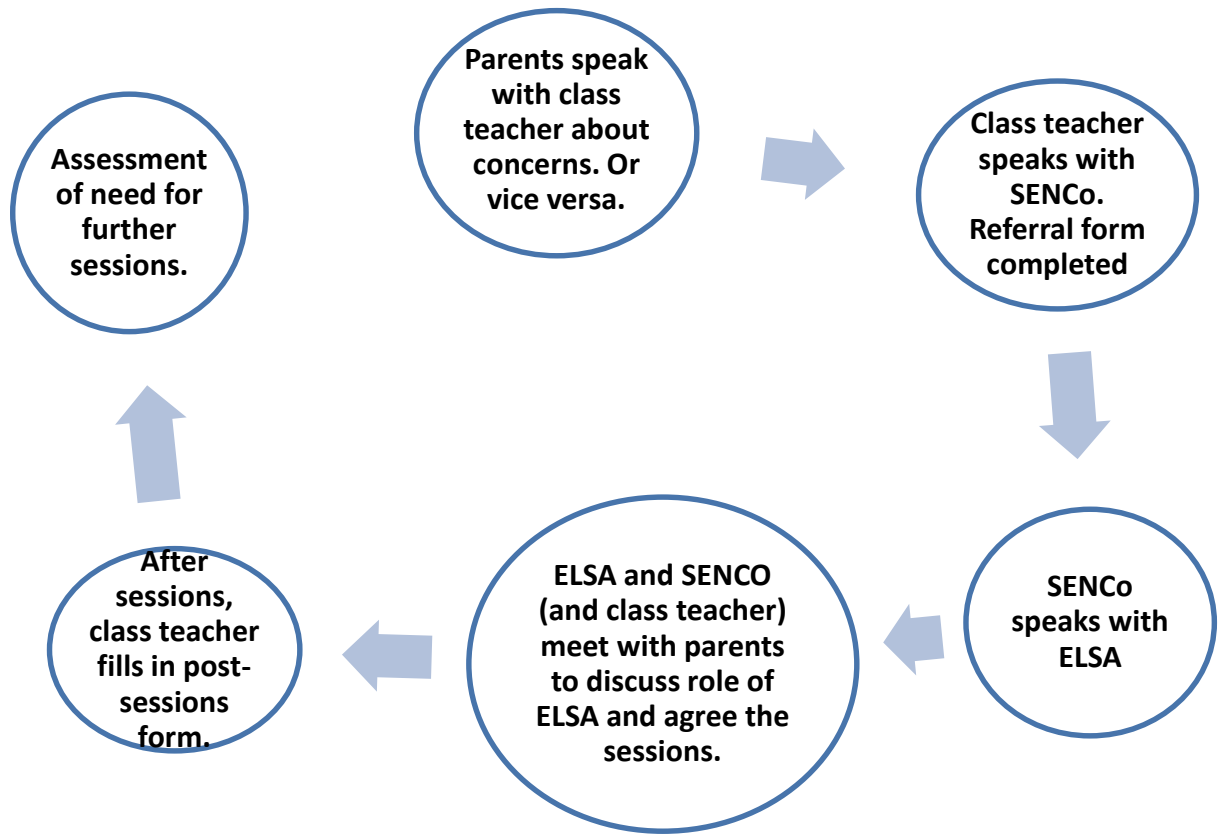 Parents speak
with class
teacher about
concerns. Or
vice versa.
Class teacher
speaks with
SENCo.
Referral form
completed
SENCo
speaks with
ELSA
ELSA and SENCO
(and class teacher)
meet with parents
to discuss role of
ELSA and agree the
sessions.
After
sessions,
class teacher
fills in post-
sessions
form.
Assessment
of need for
further
sessions.